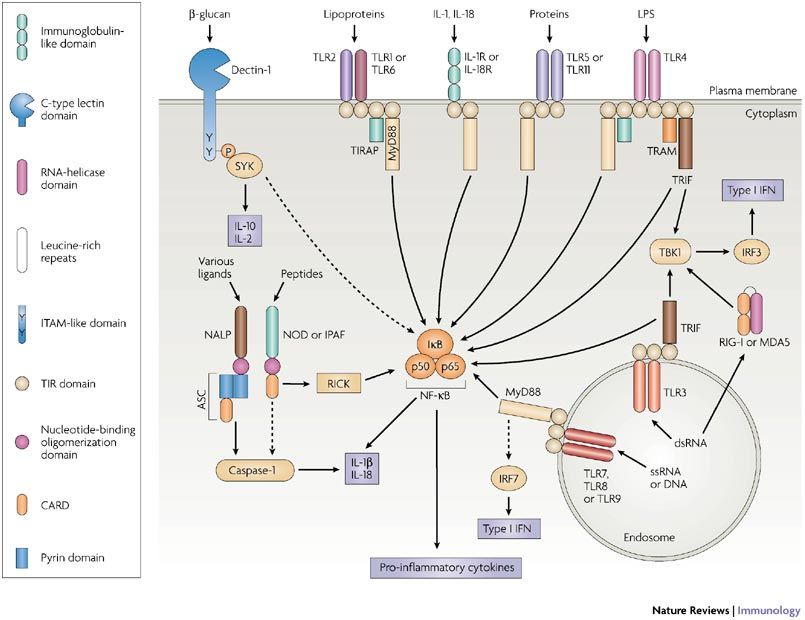 Immunoglobulin-
like domain
C-type lectin
domain
RNA-helicase
domain
Leucine-rich
repeats
Y
Y
ITAM-like domain
TIR domain
Nucleotide-binding
oligomerization
domain
CARD
Pyrin domain
β-glucan
Lipoproteins
IL-1, IL-18
Proteins
LPS
Dectin-1
TLR2
TLR1 or
TLR6
IL-1R or
IL-18R
TLR5 or
TLR11
TLR4
Plasma membrane
Cytoplasm
Y
Y
P
SYK
TIRAP
MyD88
TRAM
TRIF
Type I IFN
IL-10
IL-2
TBK1
IRF3
Various
ligands
Peptides
NALP
NOD or IPAF
ASC
RICK
IκB
p50
p65
NF-κB
TRIF
RIG-I or MDA5
MyD88
TLR3
dsRNA
Caspase-1
IL-1β
IL-18
IRF7
TLR7,
TLR8
or TLR9
ssRNA
or DNA
Type I IFN
Endosome
Pro-inflammatory cytokines
Nature Reviews | Immunology